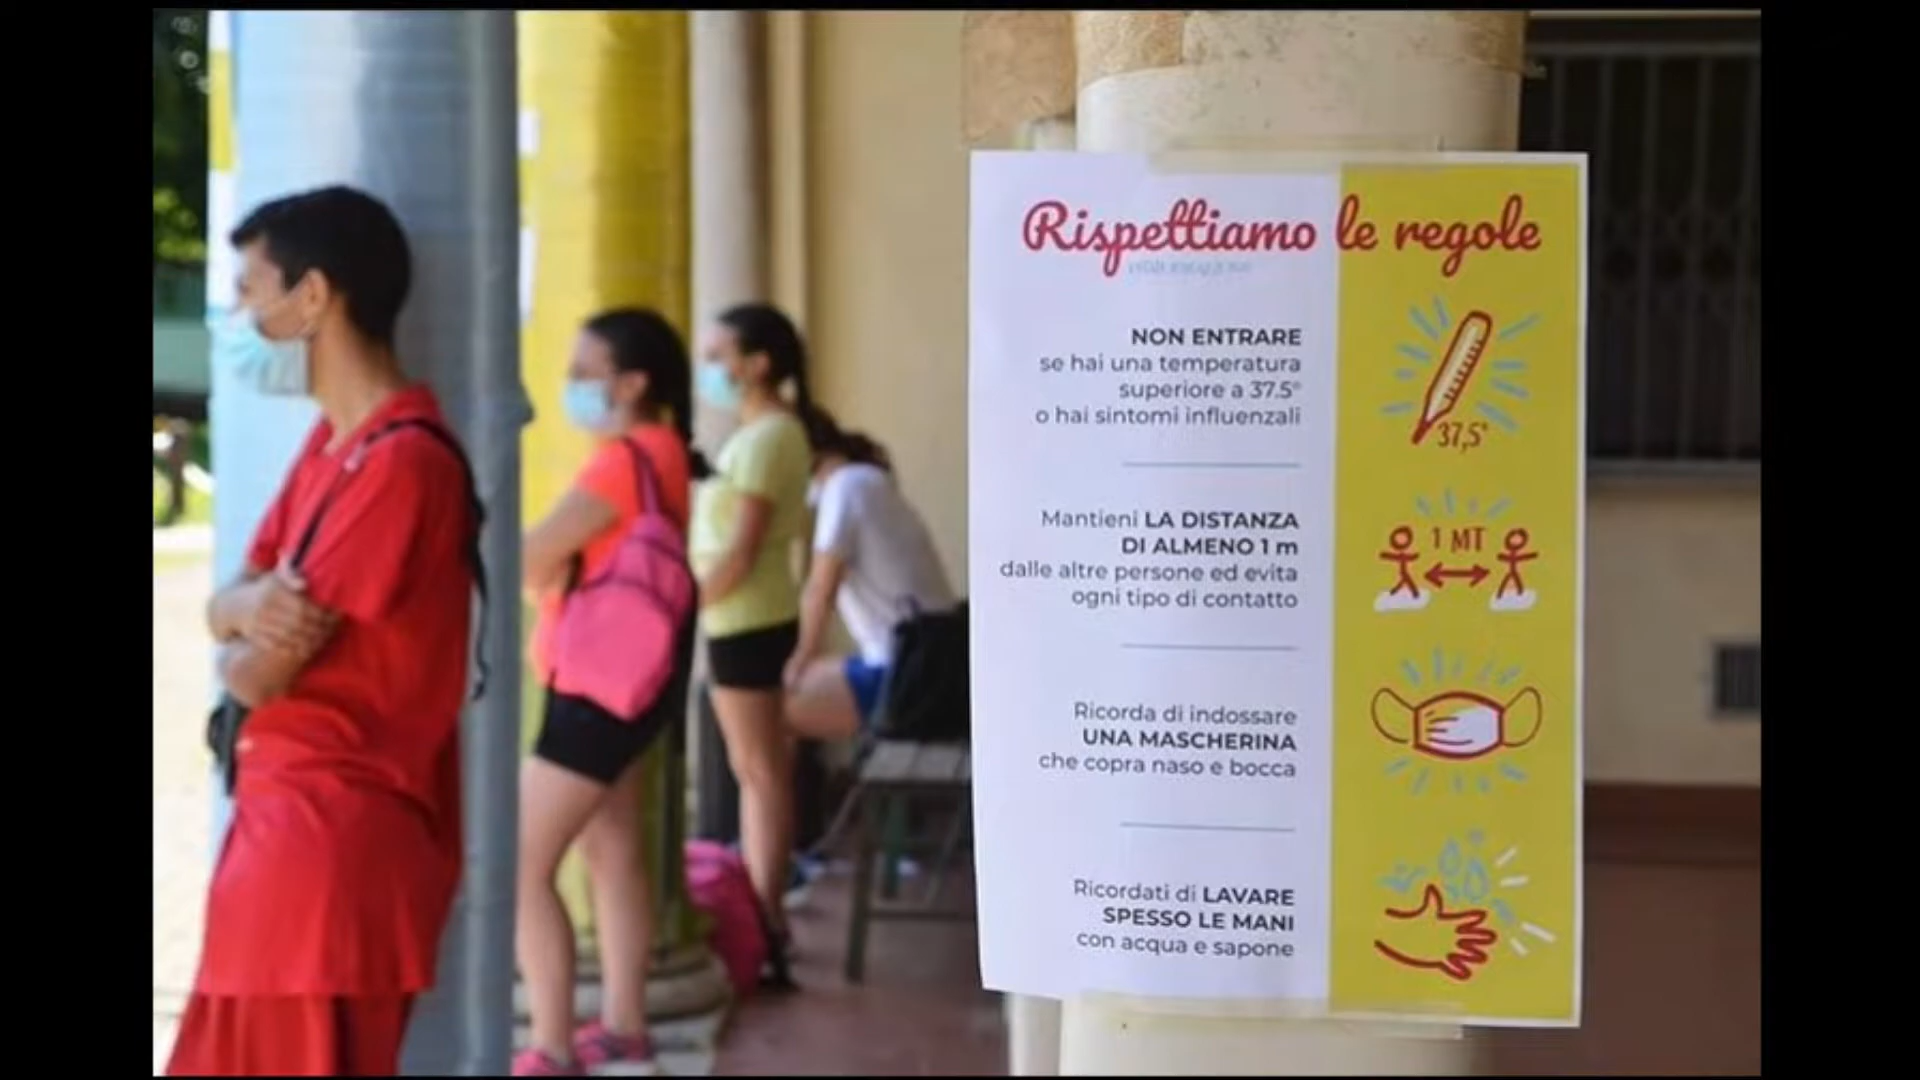 Rispettiamo le regole
NON ENTRARE
se hai una temperatura
superiore a 37.5°
o hai sintomi influenzali
37,5°
Mantieni LA DISTANZA
DI ALMENO 1 m
dalle altre persone ed evita
ogni tipo di contatto
1 MT
Ricorda di indossare
UNA MASCHERINA
che copra naso e bocca
Ricordati di LAVARE
SPESSO LE MANI
con acqua e sapone